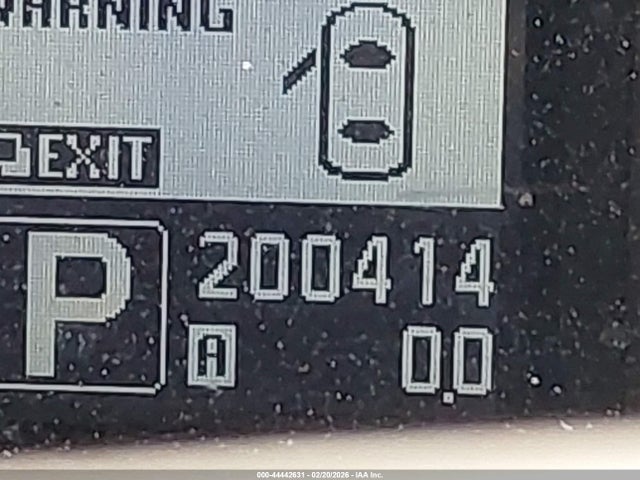 WARNING
EXIT
P
200414
A 0.0
000-44442631 - 02/20/2026 - IAA Inc.